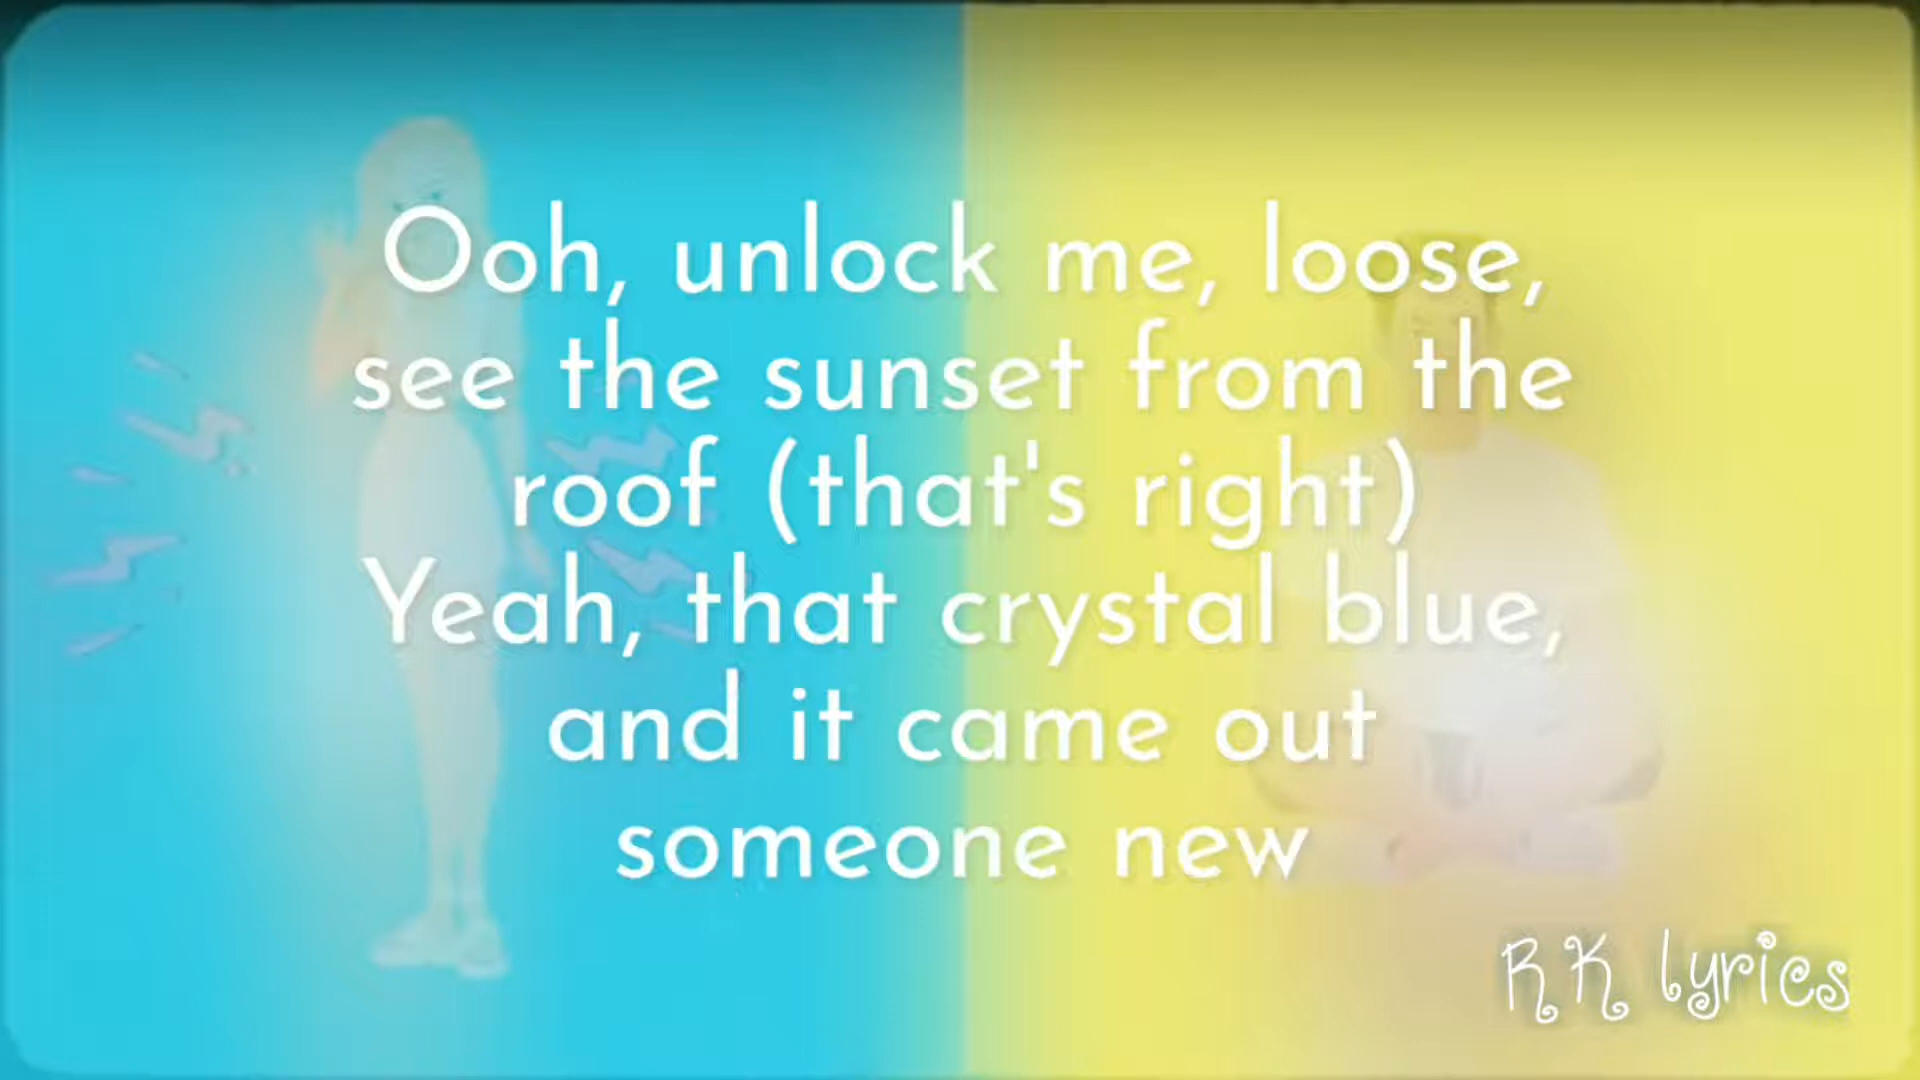 Ooh, unlock me, loose,
see the sunset from the
roof (that's right)
Yeah, that crystal blue,
and it came out
someone new
RK lyrics